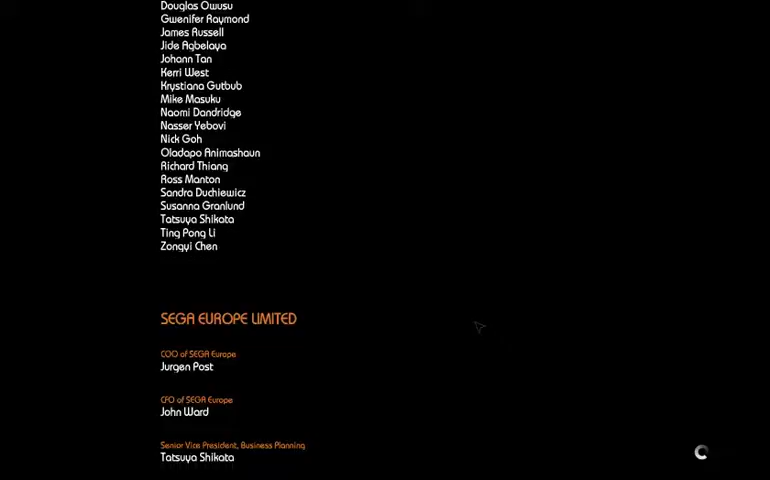 Douglas Owusu
Gwenifer Raymond
James Russell
Jide Agbelaya
Johann Tan
Kerri West
Krystiana Gutbub
Mike Masuku
Naomi Dandridge
Nasser Yebovi
Nick Goh
Oladapo Animashaun
Richard Thiang
Ross Manton
Sandra Duchiewicz
Susanna Granlund
Tatsuya Shikata
Ting Pong Li
Zongyi Chen
SEGA EUROPE LIMITED
COO of SEGA Europe
Jurgen Post
CFO of SEGA Europe
John Ward
Senior Vice President, Business Planning
Tatsuya Shikata